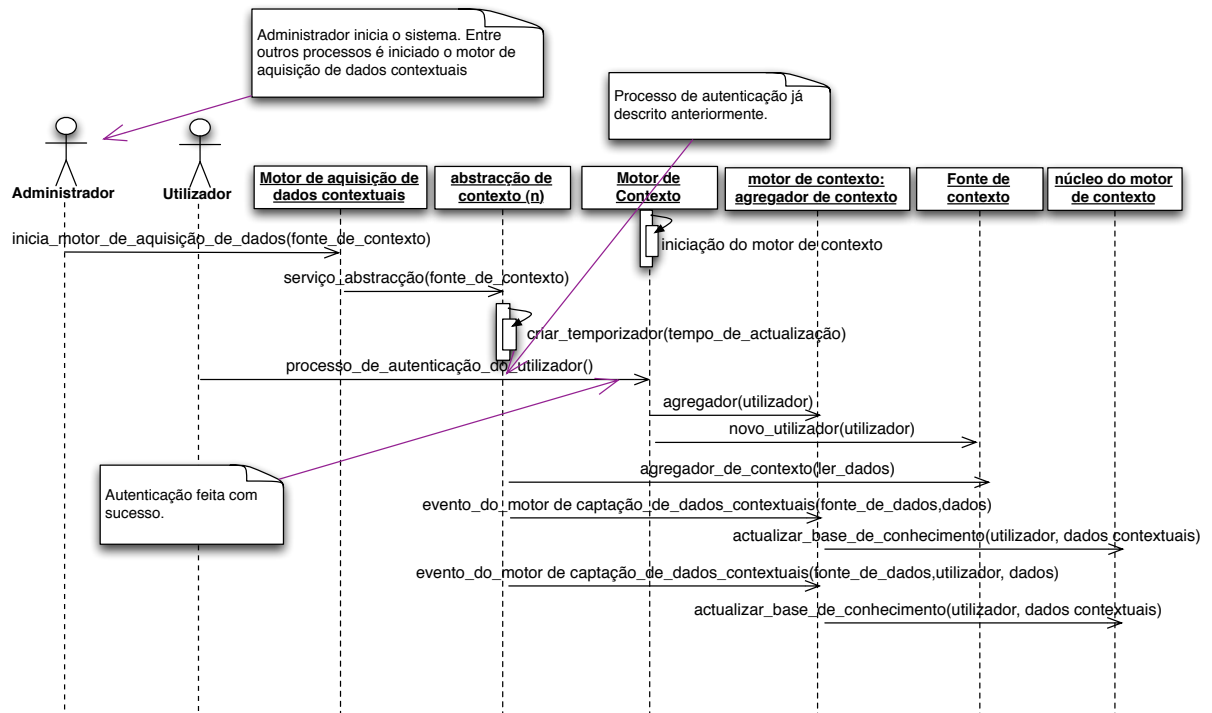 Administrador inicia o sistema. Entre
outros processos é iniciado o motor de
aquisição de dados contextuais
Processo de autenticação já
descrito anteriormente.
Administrador
Utilizador
Motor de aquisição de
dados contextuais
abstracção de
contexto (n)
Motor de
Contexto
motor de contexto:
agregador de contexto
Fonte de
contexto
núcleo do motor
de contexto
inicia_motor_de_aquisição_de_dados(fonte_de_contexto)
iniciação do motor de contexto
serviço_abstracção(fonte_de_contexto)
criar_temporizador(tempo_de_actualização)
processo_de_autenticação_do_utilizador()
agregador(utilizador)
novo_utilizador(utilizador)
agregador_de_contexto(ler_dados)
Autenticação feita com
sucesso.
evento_do_motor de captação_de_dados_contextuais(fonte_de_dados,dados)
actualizar_base_de_conhecimento(utilizador, dados contextuais)
evento_do_motor de captação_de_dados_contextuais(fonte_de_dados,utilizador, dados)
actualizar_base_de_conhecimento(utilizador, dados contextuais)